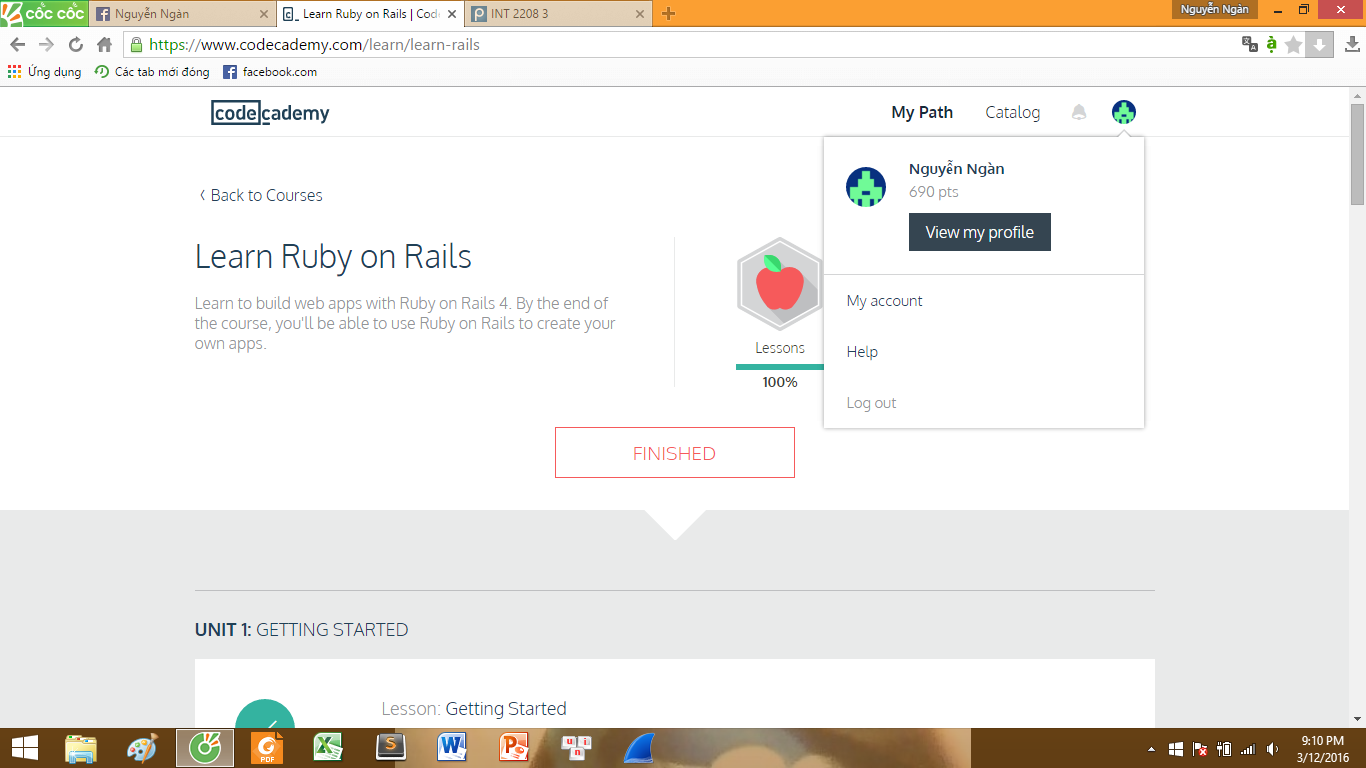 cốc cốc
Nguyễn Ngàn
Learn Ruby on Rails | Cod
INT 2208 3
Nguyễn Ngàn
https://www.codecademy.com/learn/learn-rails
Ứng dụng
Các tab mới đóng
facebook.com
codecademy
My Path
Catalog
Nguyễn Ngàn
690 pts
View my profile
My account
Help
Log out
Back to Courses
Learn Ruby on Rails
Learn to build web apps with Ruby on Rails 4. By the end of
the course, you'll be able to use Ruby on Rails to create your
own apps.
Lessons
100%
FINISHED
UNIT 1: GETTING STARTED
Lesson: Getting Started
PDF
9:10 PM
3/12/2016